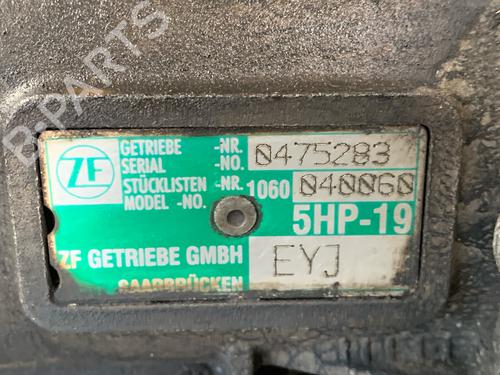 B-PARTS
ZF
GETRIEBE -NR. 0475283
SERIAL -NO.
STÜCKLISTEN -NR. 1060 040060
MODEL -NO.
5HP-19
ZF GETRIEBE GMBH EYJ
SAARBRÜCKEN